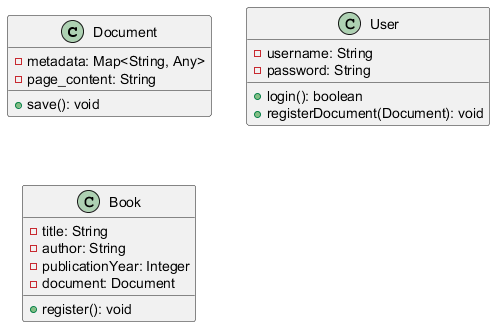 C Document
metadata: Map<String, Any>
page_content: String
save(): void
C User
username: String
password: String
login(): boolean
registerDocument(Document): void
C Book
title: String
author: String
publicationYear: Integer
document: Document
register(): void